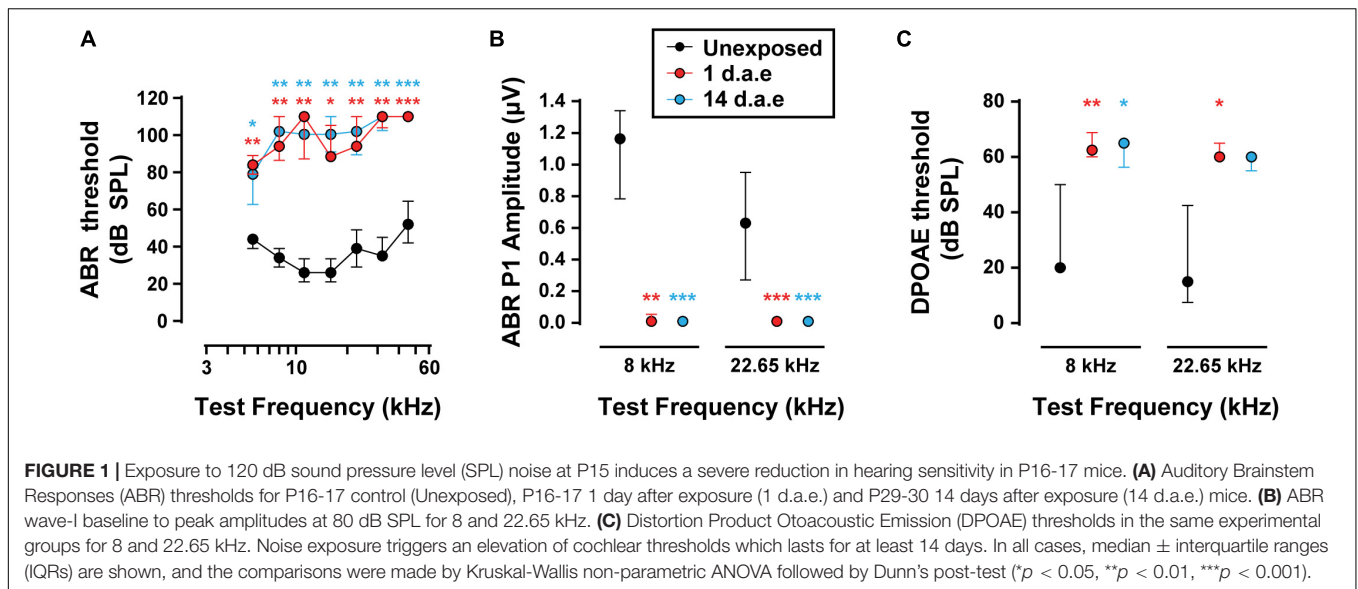 A
ABR threshold
(dB SPL)
120
100
80
60
40
20
0
* ** ** ** ** ** ***
** ** ** * ** ** ***
3 10 60
Test Frequency (kHz)
B
Unexposed
1 d.a.e
14 d.a.e
ABR P1 Amplitude (µV)
1.4
1.2
1.0
0.8
0.6
0.4
0.2
0.0
** *** *** ***
8 kHz 22.65 kHz
Test Frequency (kHz)
C
DPOAE threshold
(dB SPL)
80
60
40
20
0
** * *
8 kHz 22.65 kHz
Test Frequency (kHz)
FIGURE 1 | Exposure to 120 dB sound pressure level (SPL) noise at P15 induces a severe reduction in hearing sensitivity in P16-17 mice. (A) Auditory Brainstem
Responses (ABR) thresholds for P16-17 control (Unexposed), P16-17 1 day after exposure (1 d.a.e.) and P29-30 14 days after exposure (14 d.a.e.) mice. (B) ABR
wave-I baseline to peak amplitudes at 80 dB SPL for 8 and 22.65 kHz. (C) Distortion Product Otoacoustic Emission (DPOAE) thresholds in the same experimental
groups for 8 and 22.65 kHz. Noise exposure triggers an elevation of cochlear thresholds which lasts for at least 14 days. In all cases, median ± interquartile ranges
(IQRs) are shown, and the comparisons were made by Kruskal-Wallis non-parametric ANOVA followed by Dunn's post-test (*p < 0.05, **p < 0.01, ***p < 0.001).